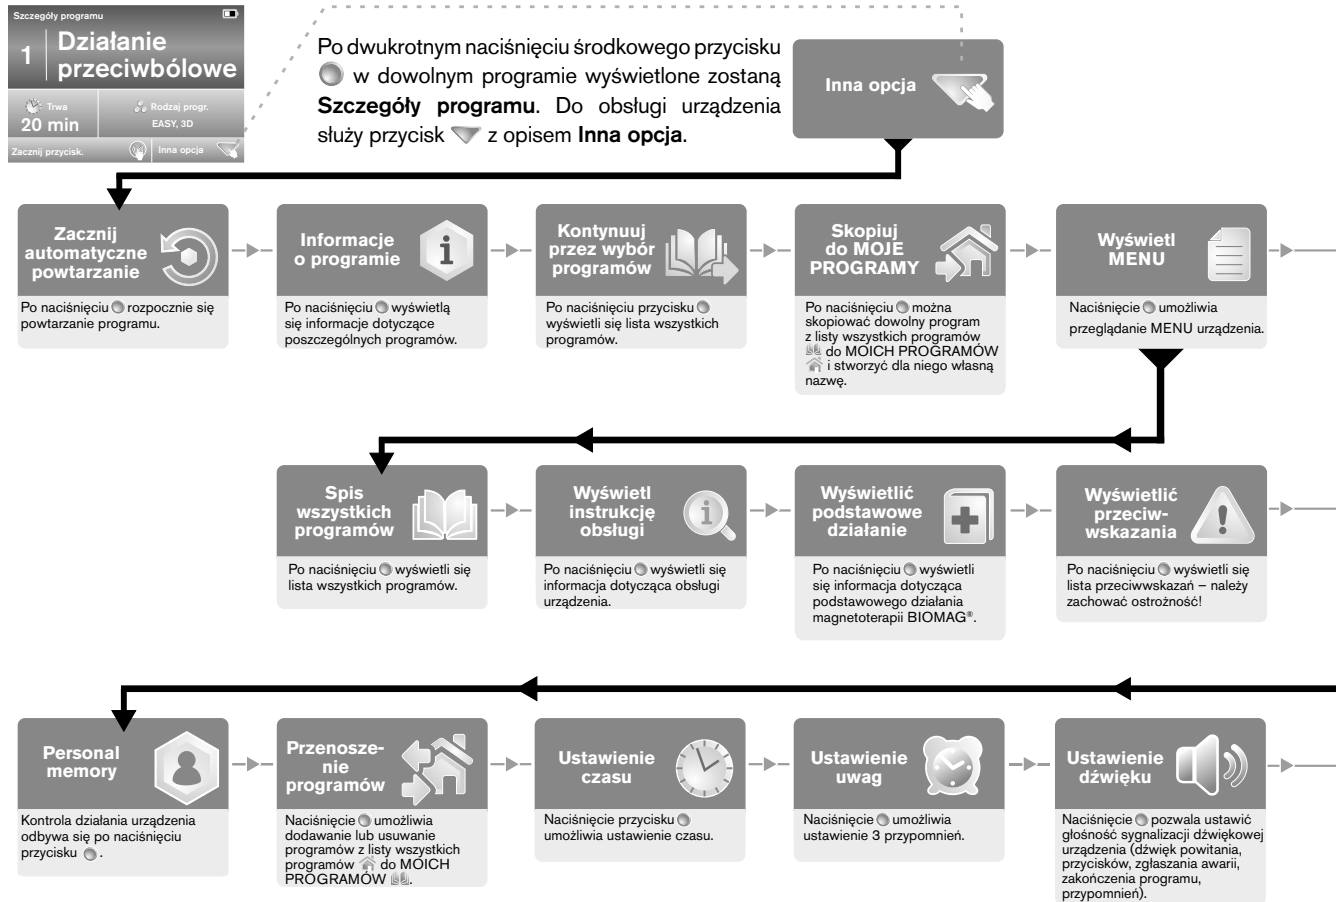 Szczegóły programu
1
Działanie
przeciwbólowe
Trwa
20 min
Rodzaj progr.
EASY, 3D
Zacznij przycisk.
Inna opcja
Po dwukrotnym naciśnięciu środkowego przycisku
w dowolnym programie wyświetlone zostaną
Szczegóły programu. Do obsługi urządzenia
służy przycisk z opisem Inna opcja.
Inna opcja
Zacznij
automatyczne
powtarzanie
Po naciśnięciu rozpocznie się
powtarzanie programu.
Informacje
o programie
Po naciśnięciu wyświetlą
się informacje dotyczące
poszczególnych programów.
Kontynuuj
przez wybór
programów
Po naciśnięciu przycisku
wyświetli się lista wszystkich
programów.
Skopiuj
do MOJE
PROGRAMY
Po naciśnięciu można
skopiować dowolny program
z listy wszystkich programów
do MOICH PROGRAMÓW
i stworzyć dla niego własną
nazwę.
Wyświetl
MENU
Naciśnięcie umożliwia
przeglądanie MENU urządzenia.
Spis
wszystkich
programów
Po naciśnięciu wyświetli się
lista wszystkich programów.
Wyświetl
instrukcję
obsługi
Po naciśnięciu wyświetli się
informacja dotycząca obsługi
urządzenia.
Wyświetlić
podstawowe
działanie
Po naciśnięciu wyświetli
się informacja dotycząca
podstawowego działania
magnetoterapii BIOMAG®.
Wyświetlić
przeciw-
wskazania
Po naciśnięciu wyświetli się
lista przeciwwskazań – należy
zachować ostrożność!
Personal
memory
Kontrola działania urządzenia
odbywa się po naciśnięciu
przycisku .
Przenosze-
nie
programów
Naciśnięcie umożliwia
dodawanie lub usuwanie
programów z listy wszystkich
programów do MOICH
PROGRAMÓW .
Ustawienie
czasu
Naciśnięcie przycisku
umożliwia ustawienie czasu.
Ustawienie
uwag
Naciśnięcie umożliwia
ustawienie 3 przypomnień.
Ustawienie
dźwięku
Naciśnięcie pozwala ustawić
głośność sygnalizacji dźwiękowej
urządzenia (dźwięk powitania,
przycisków, zgłaszania awarii,
zakończenia programu,
przypomnień).